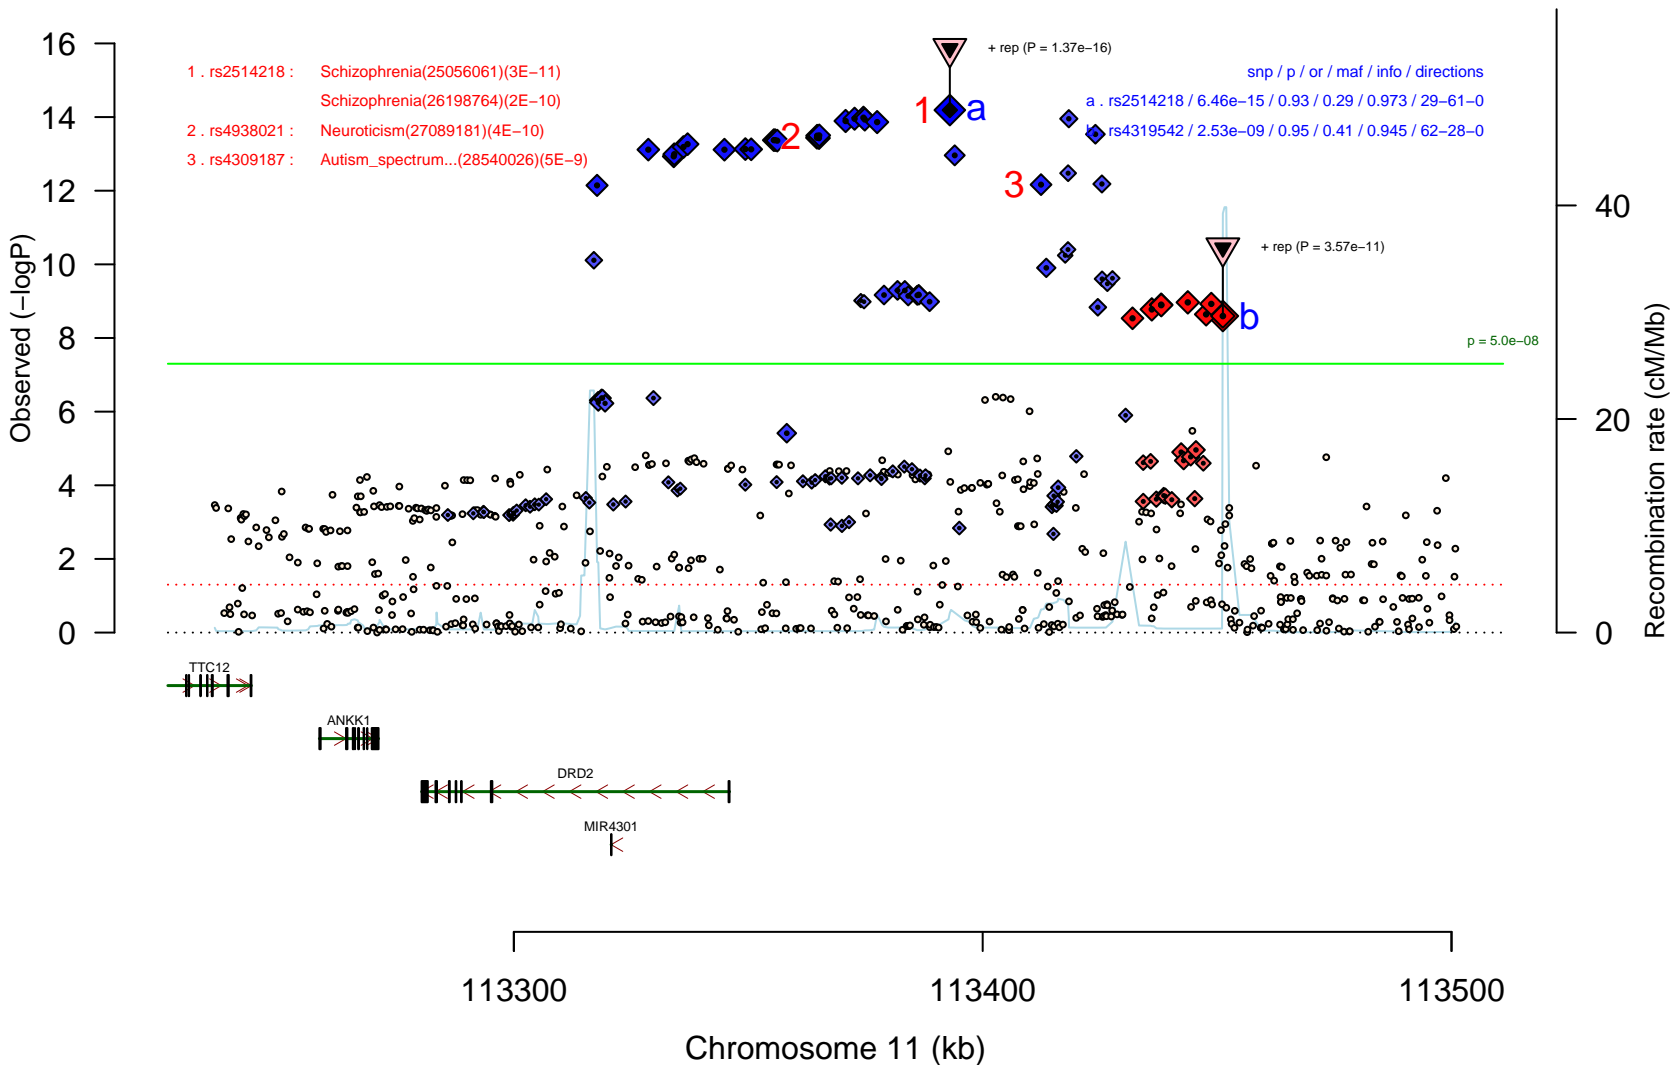 16
14
12
10
8
6
4
2
0
Observed (−logP)
1 . rs2514218 : Schizophrenia(25056061)(3E−11)
Schizophrenia(26198764)(2E−10)
2 . rs4938021 : Neuroticism(27089181)(4E−10)
3 . rs4309187 : Autism_spectrum...(28540026)(5E−9)
+ rep (P = 1.37e−16)
snp / p / or / maf / info / directions
a . rs2514218 / 6.46e−15 / 0.93 / 0.29 / 0.973 / 29−61−0
rs4319542 / 2.53e−09 / 0.95 / 0.41 / 0.945 / 62−28−0
1
a
2
3
+ rep (P = 3.57e−11)
b
p = 5.0e−08
40
20
0
Recombination rate (cM/Mb)
TTC12
ANKK1
DRD2
MIR4301
113300
113400
113500
Chromosome 11 (kb)